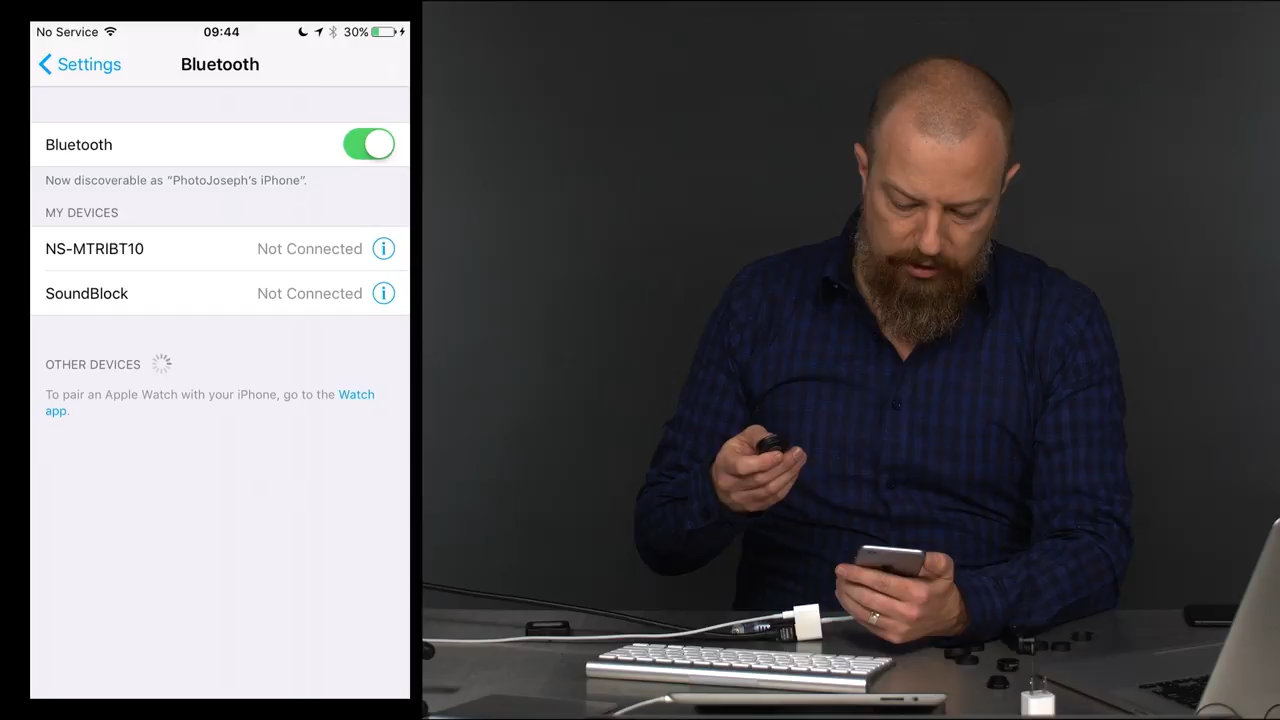 No Service 09:44 30%
Settings Bluetooth
Bluetooth
Now discoverable as “PhotoJoseph’s iPhone”.
MY DEVICES
NS-MTRIBT10 Not Connected
SoundBlock Not Connected
OTHER DEVICES
To pair an Apple Watch with your iPhone, go to the Watch
app.